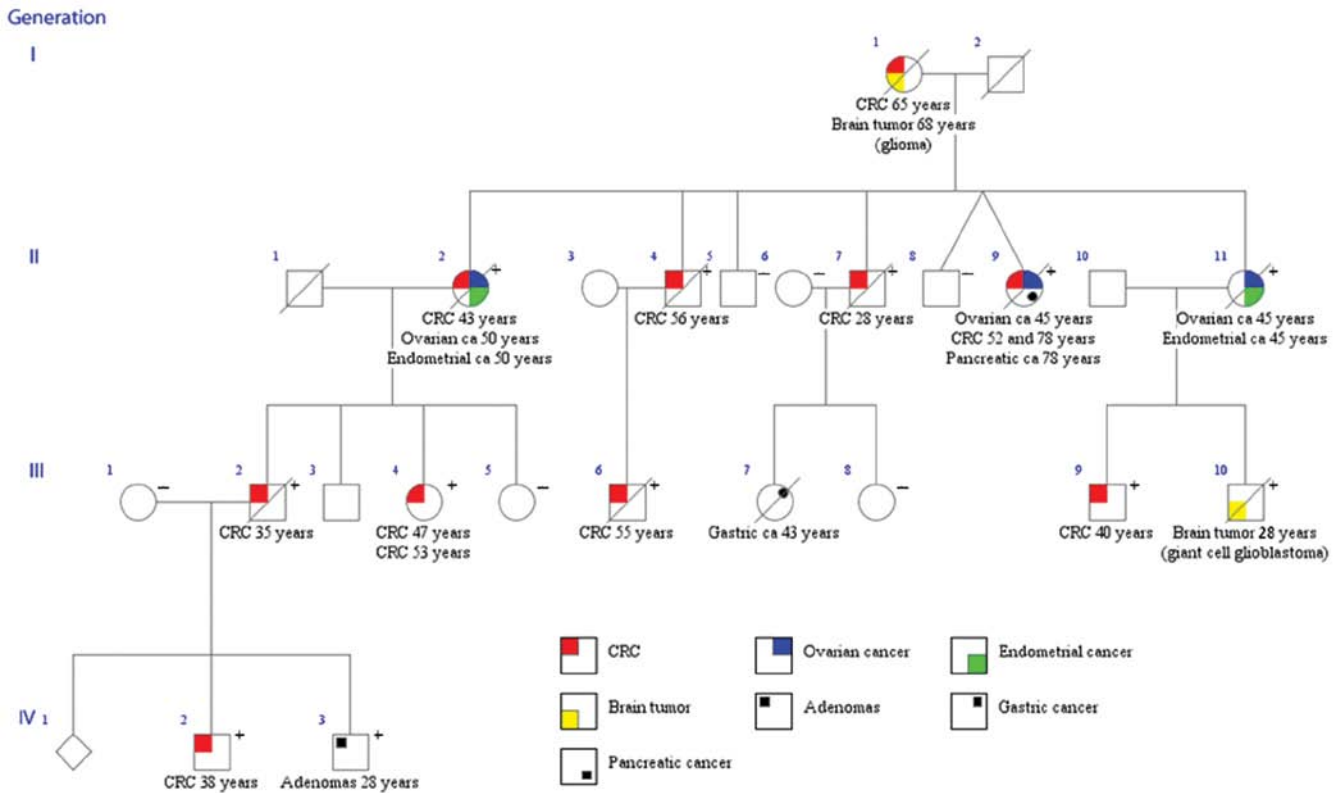 Generation
I
1 2
CRC 65 years
Brain tumor 68 years
(glioma)
II
1 2 + 3 4 + 5 − 6 − 7 + 8 − 9 + 10 11 +
CRC 43 years
Ovarian ca 50 years
Endometrial ca 50 years
CRC 56 years
CRC 28 years
Ovarian ca 45 years
CRC 52 and 78 years
Pancreatic ca 78 years
Ovarian ca 45 years
Endometrial ca 45 years
III
1 − 2 + 3 4 + 5 − 6 + 7 8 − 9 + 10 +
CRC 35 years
CRC 47 years
CRC 53 years
CRC 55 years
Gastric ca 43 years
CRC 40 years
Brain tumor 28 years
(giant cell glioblastoma)
IV
1 2 + 3 +
CRC 38 years
Adenomas 28 years
CRC
Ovarian cancer
Endometrial cancer
Brain tumor
Adenomas
Gastric cancer
Pancreatic cancer